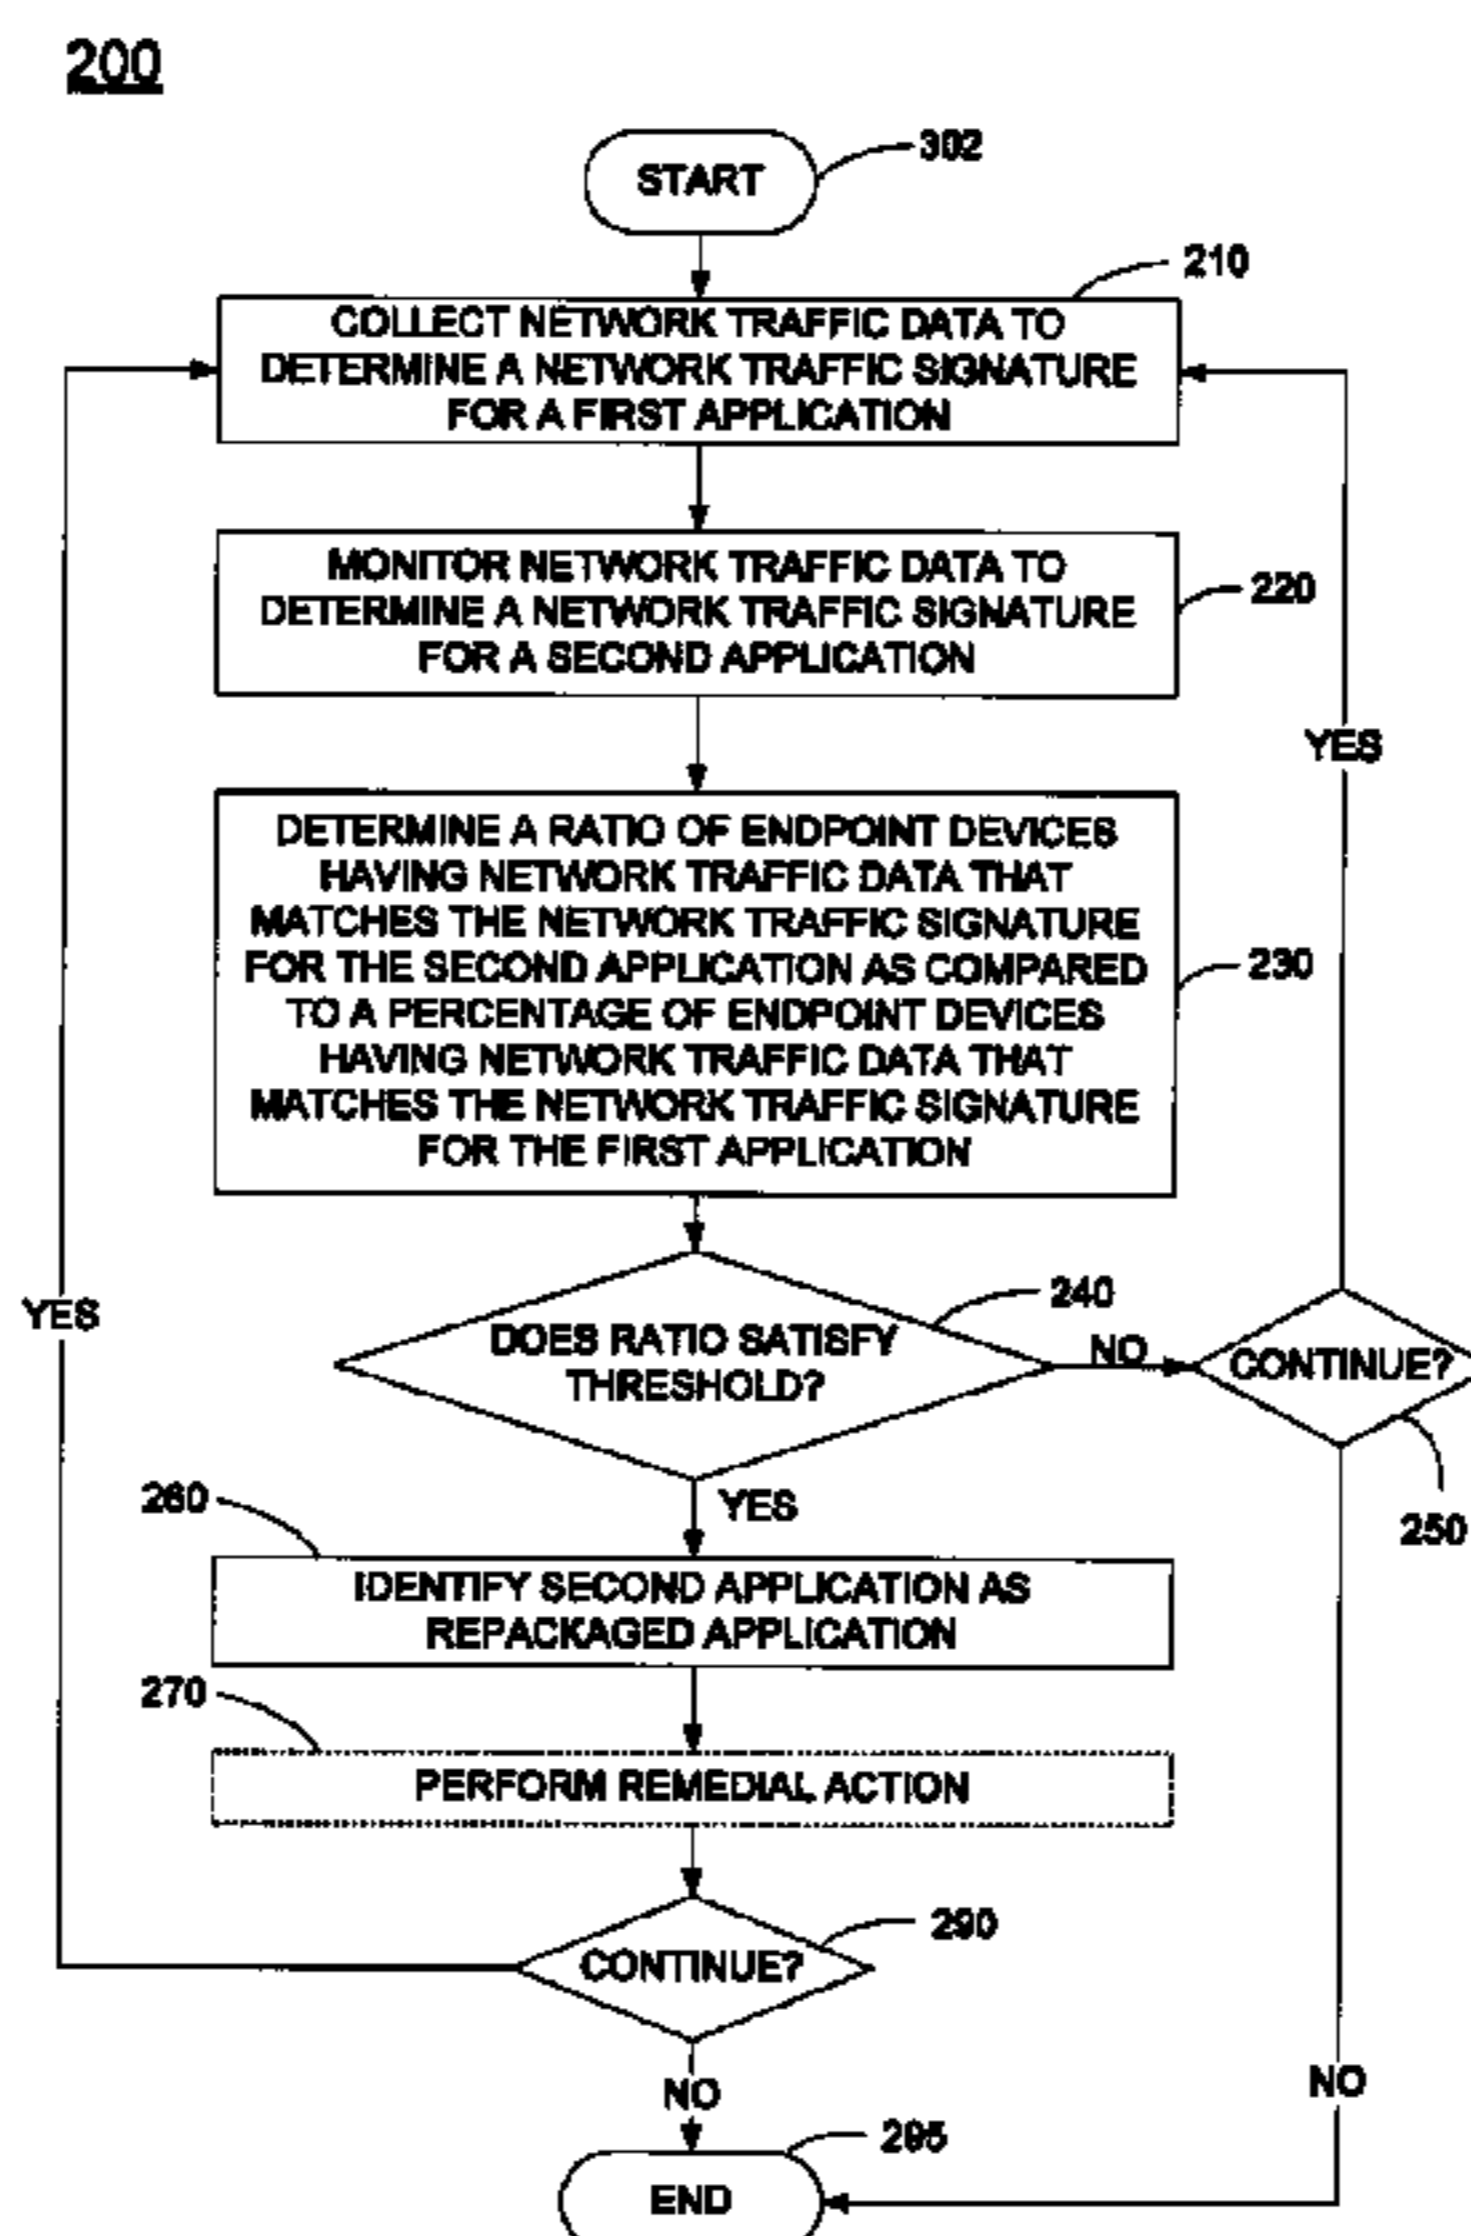 200
START
302
210
COLLECT NETWORK TRAFFIC DATA TO
DETERMINE A NETWORK TRAFFIC SIGNATURE
FOR A FIRST APPLICATION
MONITOR NETWORK TRAFFIC DATA TO
DETERMINE A NETWORK TRAFFIC SIGNATURE
FOR A SECOND APPLICATION
220
YES
DETERMINE A RATIO OF ENDPOINT DEVICES
HAVING NETWORK TRAFFIC DATA THAT
MATCHES THE NETWORK TRAFFIC SIGNATURE
FOR THE SECOND APPLICATION AS COMPARED
TO A PERCENTAGE OF ENDPOINT DEVICES
HAVING NETWORK TRAFFIC DATA THAT
MATCHES THE NETWORK TRAFFIC SIGNATURE
FOR THE FIRST APPLICATION
230
YES
240
DOES RATIO SATISFY
THRESHOLD?
NO
CONTINUE?
250
YES
260
IDENTIFY SECOND APPLICATION AS
REPACKAGED APPLICATION
270
PERFORM REMEDIAL ACTION
290
CONTINUE?
NO
NO
295
END